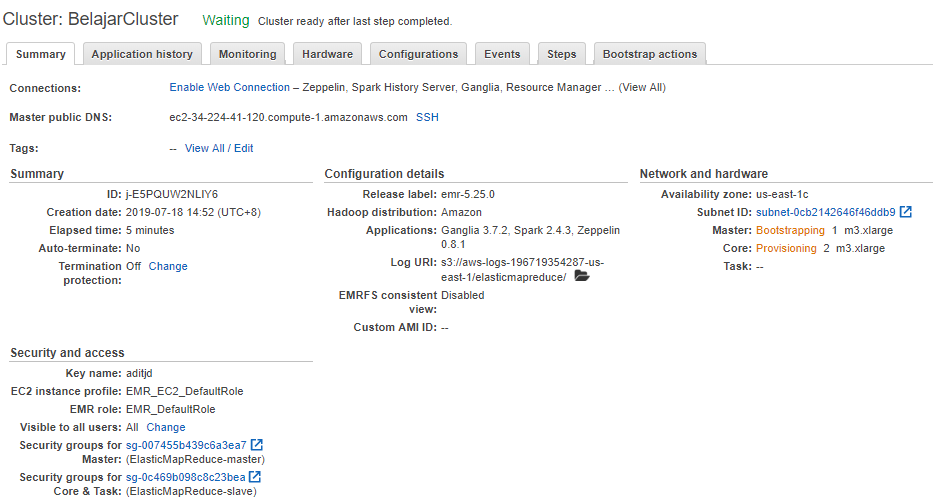 Cluster: BelajarCluster Waiting Cluster ready after last step completed.
Summary Application history Monitoring Hardware Configurations Events Steps Bootstrap actions
Connections: Enable Web Connection – Zeppelin, Spark History Server, Ganglia, Resource Manager ... (View All)
Master public DNS: ec2-34-224-41-120.compute-1.amazonaws.com SSH
Tags: -- View All / Edit
Summary
ID: j-E5PQUW2NLIY6
Creation date: 2019-07-18 14:52 (UTC+8)
Elapsed time: 5 minutes
Auto-terminate: No
Termination Off Change
protection:
Configuration details
Release label: emr-5.25.0
Hadoop distribution: Amazon
Applications: Ganglia 3.7.2, Spark 2.4.3, Zeppelin
0.8.1
Log URI: s3://aws-logs-196719354287-us-
east-1/elasticmapreduce/
EMRFS consistent Disabled
view:
Custom AMI ID: --
Network and hardware
Availability zone: us-east-1c
Subnet ID: subnet-0cb2142646f46ddb9
Master: Bootstrapping 1 m3.xlarge
Core: Provisioning 2 m3.xlarge
Task: --
Security and access
Key name: aditjd
EC2 instance profile: EMR_EC2_DefaultRole
EMR role: EMR_DefaultRole
Visible to all users: All Change
Security groups for sg-007455b439c6a3ea7
Master: (ElasticMapReduce-master)
Security groups for sg-0c469b098c8c23bea
Core & Task: (ElasticMapReduce-slave)